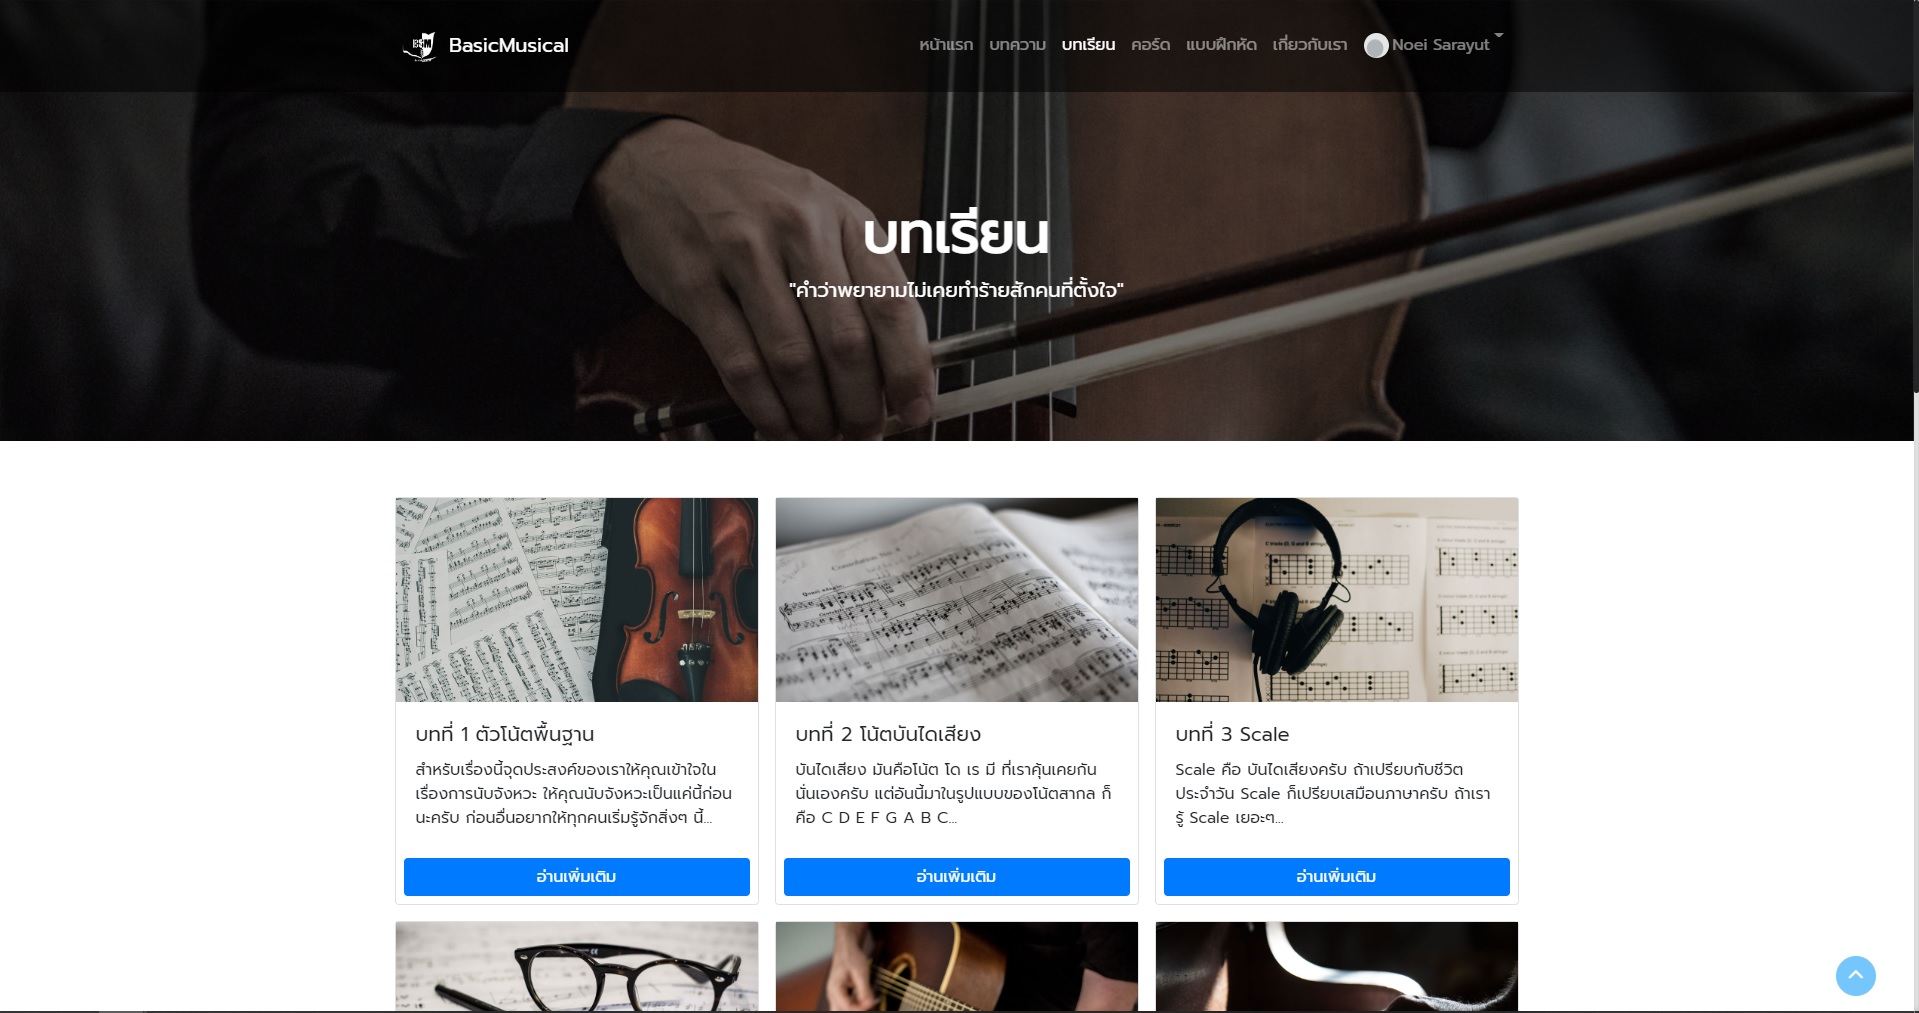 BasicMusical
หน้าแรก บทความ บทเรียน คอร์ด แบบฝึกหัด เกี่ยวกับเรา Noei Sarayut
บทเรียน
"คำว่าพยายามไม่เคยทำร้ายสักคนที่ตั้งใจ"
บทที่ 1 ตัวโน้ตพื้นฐาน
สำหรับเรื่องนี้จุดประสงค์ของเราให้คุณเข้าใจใน
เรื่องการนับจังหวะ ให้คุณนับจังหวะเป็นแค่นี้ก่อน
นะครับ ก่อนอื่นอยากให้ทุกคนเริ่มรู้จักสิ่งๆ นี้...
อ่านเพิ่มเติม
บทที่ 2 โน้ตบันไดเสียง
บันไดเสียง มันคือโน้ต โด เร มี ที่เราคุ้นเคยกัน
นั่นเองครับ แต่อันนี้มาในรูปแบบของโน้ตสากล ก็
คือ C D E F G A B C...
อ่านเพิ่มเติม
บทที่ 3 Scale
Scale คือ บันไดเสียงครับ ถ้าเปรียบกับชีวิต
ประจำวัน Scale ก็เปรียบเสมือนภาษาครับ ถ้าเรา
รู้ Scale เยอะๆ...
อ่านเพิ่มเติม